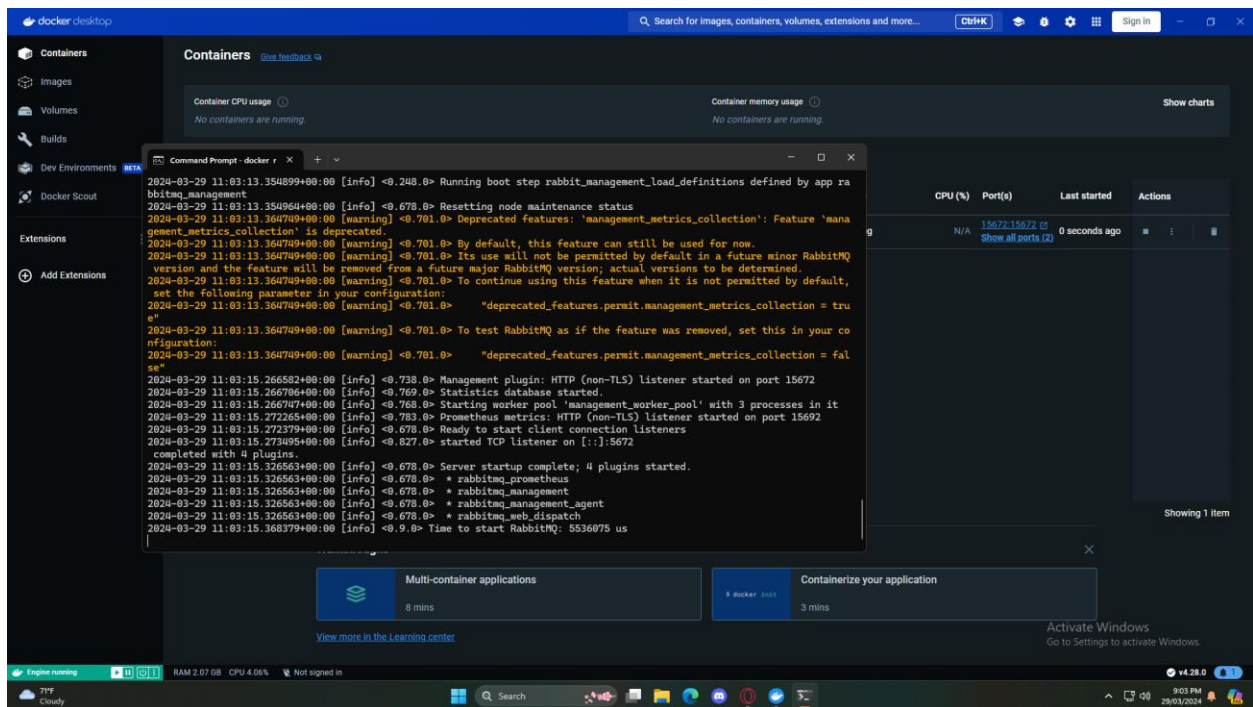 docker desktop
Search for images, containers, volumes, extensions and more...
Ctrl+K
Sign in
Containers
Images
Volumes
Builds
Dev Environments BETA
Docker Scout
Extensions
Add Extensions
Containers Give feedback
Container CPU usage
No containers are running.
Container memory usage
No containers are running.
Show charts
CPU (%) Port(s) Last started Actions
g N/A 15672:15672 0 seconds ago
Show all ports (2)
Showing 1 item
Command Prompt - docker r
2024-03-29 11:03:13.354899+00:00 [info] <0.248.0> Running boot step rabbit_management_load_definitions defined by app ra
bbitmq_management
2024-03-29 11:03:13.354964+00:00 [info] <0.678.0> Resetting node maintenance status
2024-03-29 11:03:13.364749+00:00 [warning] <0.701.0> Deprecated features: `management_metrics_collection`: Feature `mana
gement_metrics_collection` is deprecated.
2024-03-29 11:03:13.364749+00:00 [warning] <0.701.0> By default, this feature can still be used for now.
2024-03-29 11:03:13.364749+00:00 [warning] <0.701.0> Its use will not be permitted by default in a future minor RabbitMQ
version and the feature will be removed from a future major RabbitMQ version; actual versions to be determined.
2024-03-29 11:03:13.364749+00:00 [warning] <0.701.0> To continue using this feature when it is not permitted by default,
set the following parameter in your configuration:
2024-03-29 11:03:13.364749+00:00 [warning] <0.701.0> "deprecated_features.permit.management_metrics_collection = tru
e"
2024-03-29 11:03:13.364749+00:00 [warning] <0.701.0> To test RabbitMQ as if the feature was removed, set this in your co
nfiguration:
2024-03-29 11:03:13.364749+00:00 [warning] <0.701.0> "deprecated_features.permit.management_metrics_collection = fal
se"
2024-03-29 11:03:15.266582+00:00 [info] <0.738.0> Management plugin: HTTP (non-TLS) listener started on port 15672
2024-03-29 11:03:15.266706+00:00 [info] <0.769.0> Statistics database started.
2024-03-29 11:03:15.266747+00:00 [info] <0.768.0> Starting worker pool 'management_worker_pool' with 3 processes in it
2024-03-29 11:03:15.272265+00:00 [info] <0.783.0> Prometheus metrics: HTTP (non-TLS) listener started on port 15692
2024-03-29 11:03:15.272379+00:00 [info] <0.678.0> Ready to start client connection listeners
2024-03-29 11:03:15.273495+00:00 [info] <0.827.0> started TCP listener on [::]:5672
completed with 4 plugins.
2024-03-29 11:03:15.326563+00:00 [info] <0.678.0> Server startup complete; 4 plugins started.
2024-03-29 11:03:15.326563+00:00 [info] <0.678.0> * rabbitmq_prometheus
2024-03-29 11:03:15.326563+00:00 [info] <0.678.0> * rabbitmq_management
2024-03-29 11:03:15.326563+00:00 [info] <0.678.0> * rabbitmq_management_agent
2024-03-29 11:03:15.326563+00:00 [info] <0.678.0> * rabbitmq_web_dispatch
2024-03-29 11:03:15.368379+00:00 [info] <0.9.0> Time to start RabbitMQ: 5536075 us
Multi-container applications
8 mins
$ docker init
Containerize your application
3 mins
View more in the Learning center
Activate Windows
Go to Settings to activate Windows.
Engine running
RAM 2.07 GB CPU 4.06% Not signed in
v4.28.0
1
71°F
Cloudy
Search
9:03 PM
29/03/2024